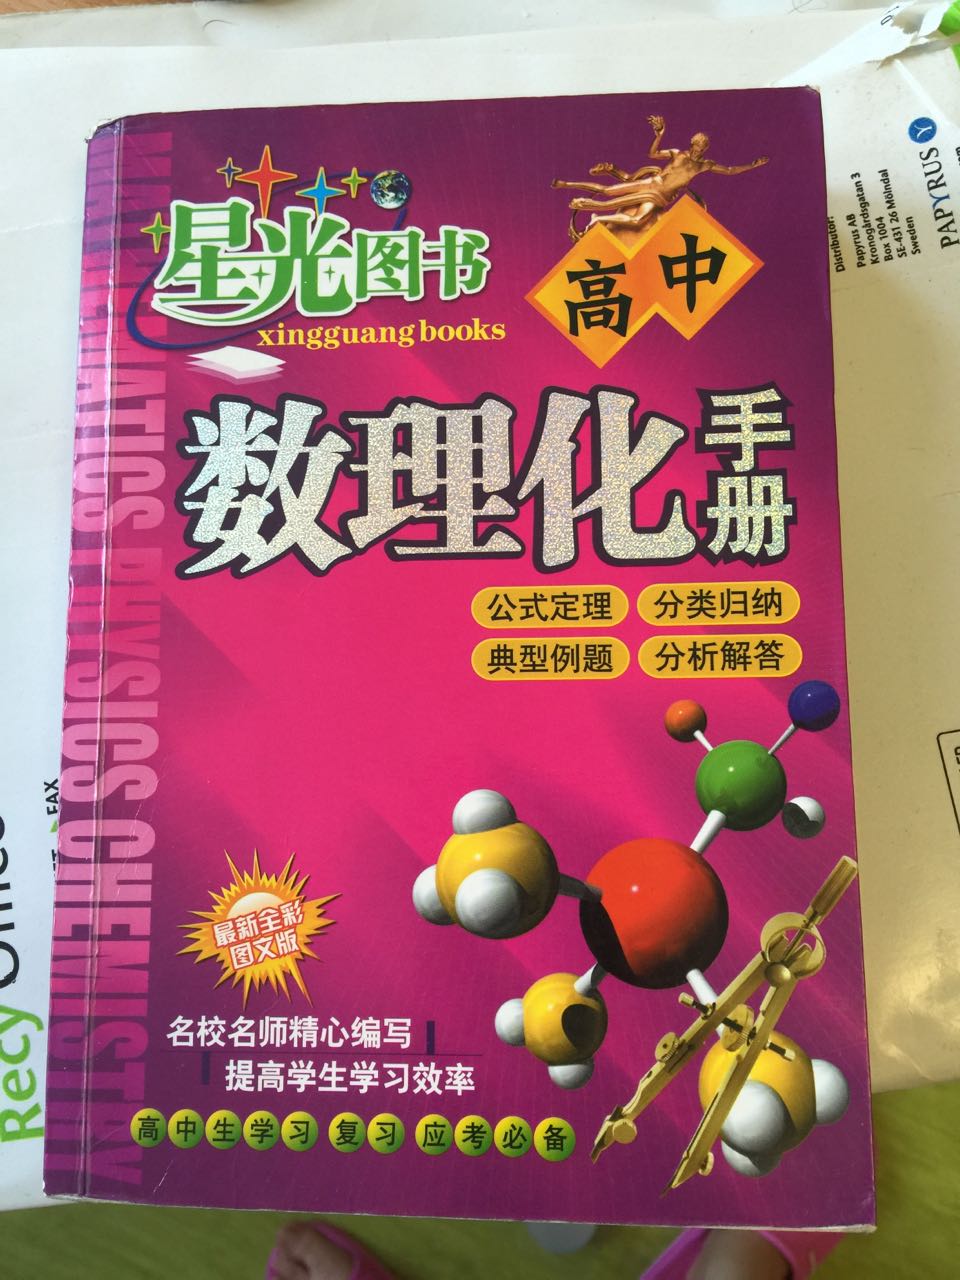 星光图书
xingguang books
高中
数理化
手册
公式定理
分类归纳
典型例题
分析解答
最新全彩
图文版
名校名师精心编写
提高学生学习效率
高中生学习 复习 应考必备
MATHEMATICS PHYSICS CHEMISTRY
Distributor:
Papyrus AB
Kronogårdsgatan 3
Box 1004
SE-431 26 Mölndal
Sweden
PAPYRUS
FAX